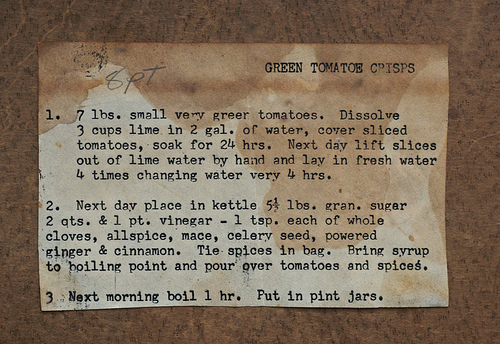 8 PT
GREEN TOMATOE CRISPS
1. 7 lbs. small very greer tomatoes. Dissolve
3 cups lime in 2 gal. of water, cover sliced
tomatoes, soak for 24 hrs. Next day lift slices
out of lime water by hand and lay in fresh water
4 times changing water very 4 hrs.
2. Next day place in kettle 5½ lbs. gran. sugar
2 qts. & 1 pt. vinegar - 1 tsp. each of whole
cloves, allspice, mace, celery seed, powered
ginger & cinnamon. Tie spices in bag. Bring syrup
to boiling point and pour over tomatoes and spices.
3 Next morning boil 1 hr. Put in pint jars.